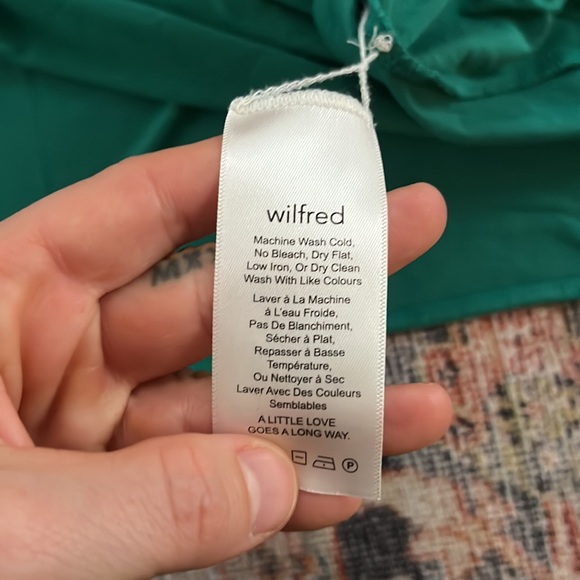 wilfred
Machine Wash Cold,
No Bleach, Dry Flat,
Low Iron, Or Dry Clean
Wash With Like Colours
Laver à La Machine
à L'eau Froide,
Pas De Blanchiment,
Sécher à Plat,
Repasser à Basse
Température,
Ou Nettoyer à Sec
Laver Avec Des Couleurs
Semblables
A LITTLE LOVE
GOES A LONG WAY.
P